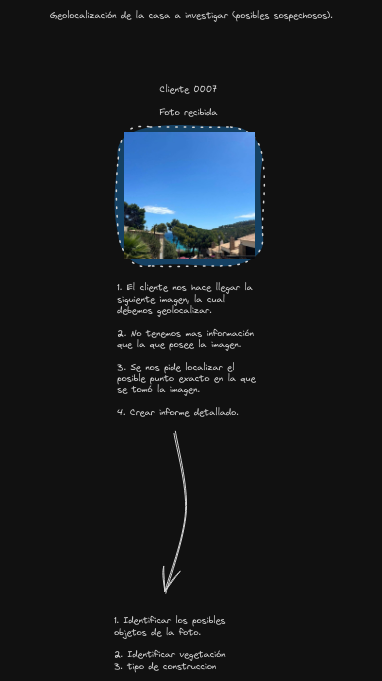 Geolocalización de la casa a investigar (posibles sospechosos).
Cliente 0007
Foto recibida
1. El cliente nos hace llegar la
siguiente imagen, la cual
debemos geolocalizar.
2. No tenemos mas información
que la que posee la imagen.
3. Se nos pide localizar el
posible punto exacto en la que
se tomó la imagen.
4. Crear informe detallado.
1. Identificar los posibles
objetos de la foto.
2. Identificar vegetación
3. tipo de construccion